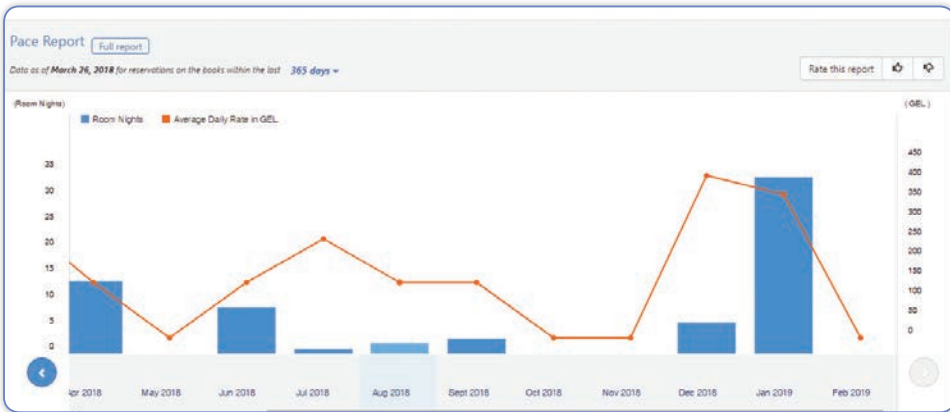 Pace Report Full report
Data as of March 26, 2018 for reservations on the books within the last 365 days
Rate this report
(Room Nights)
(GEL)
Room Nights
Average Daily Rate in GEL
35
30
25
20
15
10
5
0
450
400
350
300
250
200
150
100
50
0
Apr 2018 May 2018 Jun 2018 Jul 2018 Aug 2018 Sept 2018 Oct 2018 Nov 2018 Dec 2018 Jan 2019 Feb 2019